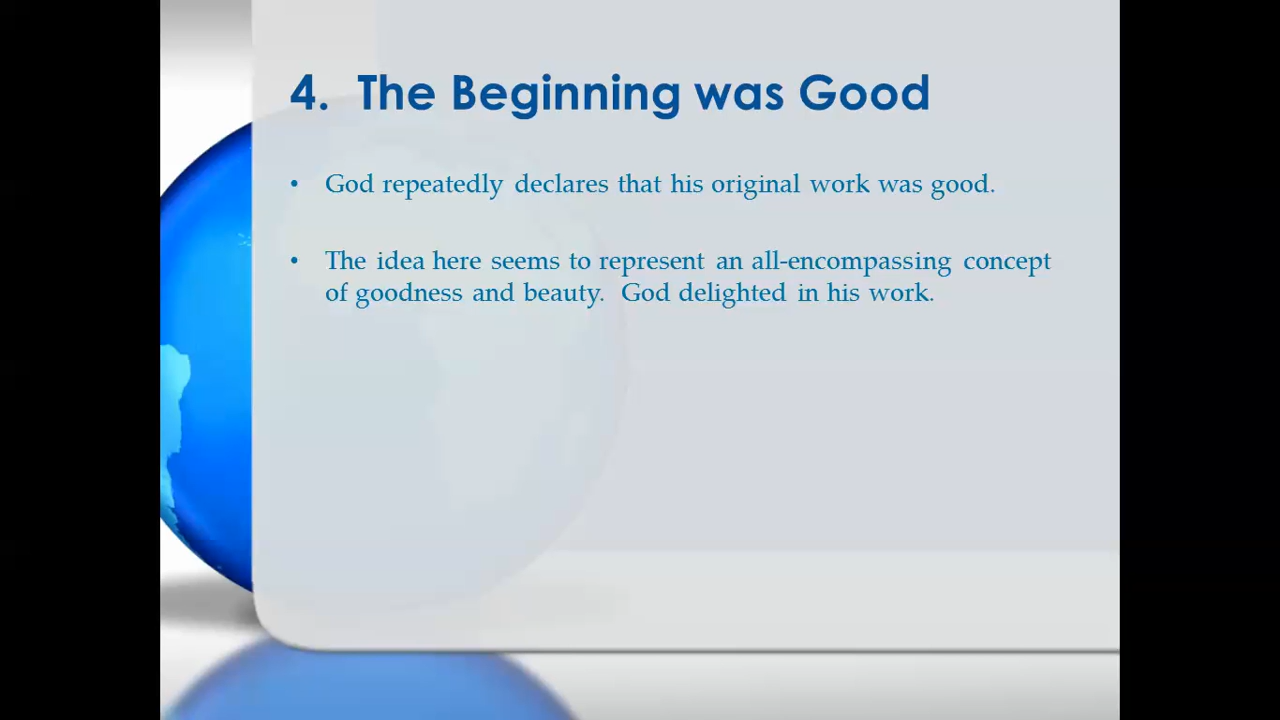 4. The Beginning was Good
• God repeatedly declares that his original work was good.
• The idea here seems to represent an all-encompassing concept
of goodness and beauty. God delighted in his work.